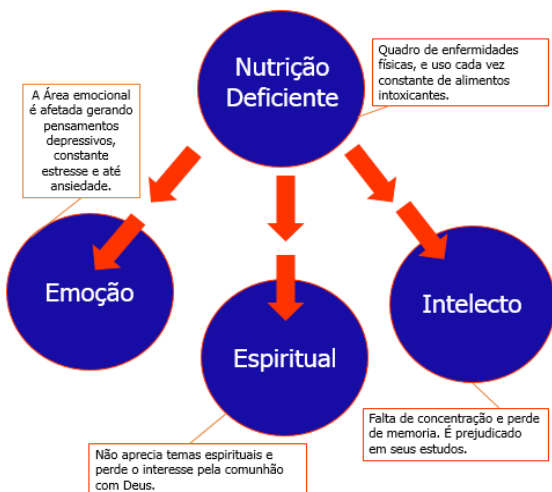 Nutrição
Deficiente
Quadro de enfermidades
físicas, e uso cada vez
constante de alimentos
intoxicantes.
A Área emocional
é afetada gerando
pensamentos
depressivos,
constante
estresse e até
ansiedade.
Emoção
Espiritual
Intelecto
Falta de concentração e perde
de memoria. É prejudicado
em seus estudos.
Não aprecia temas espirituais e
perde o interesse pela comunhão
com Deus.